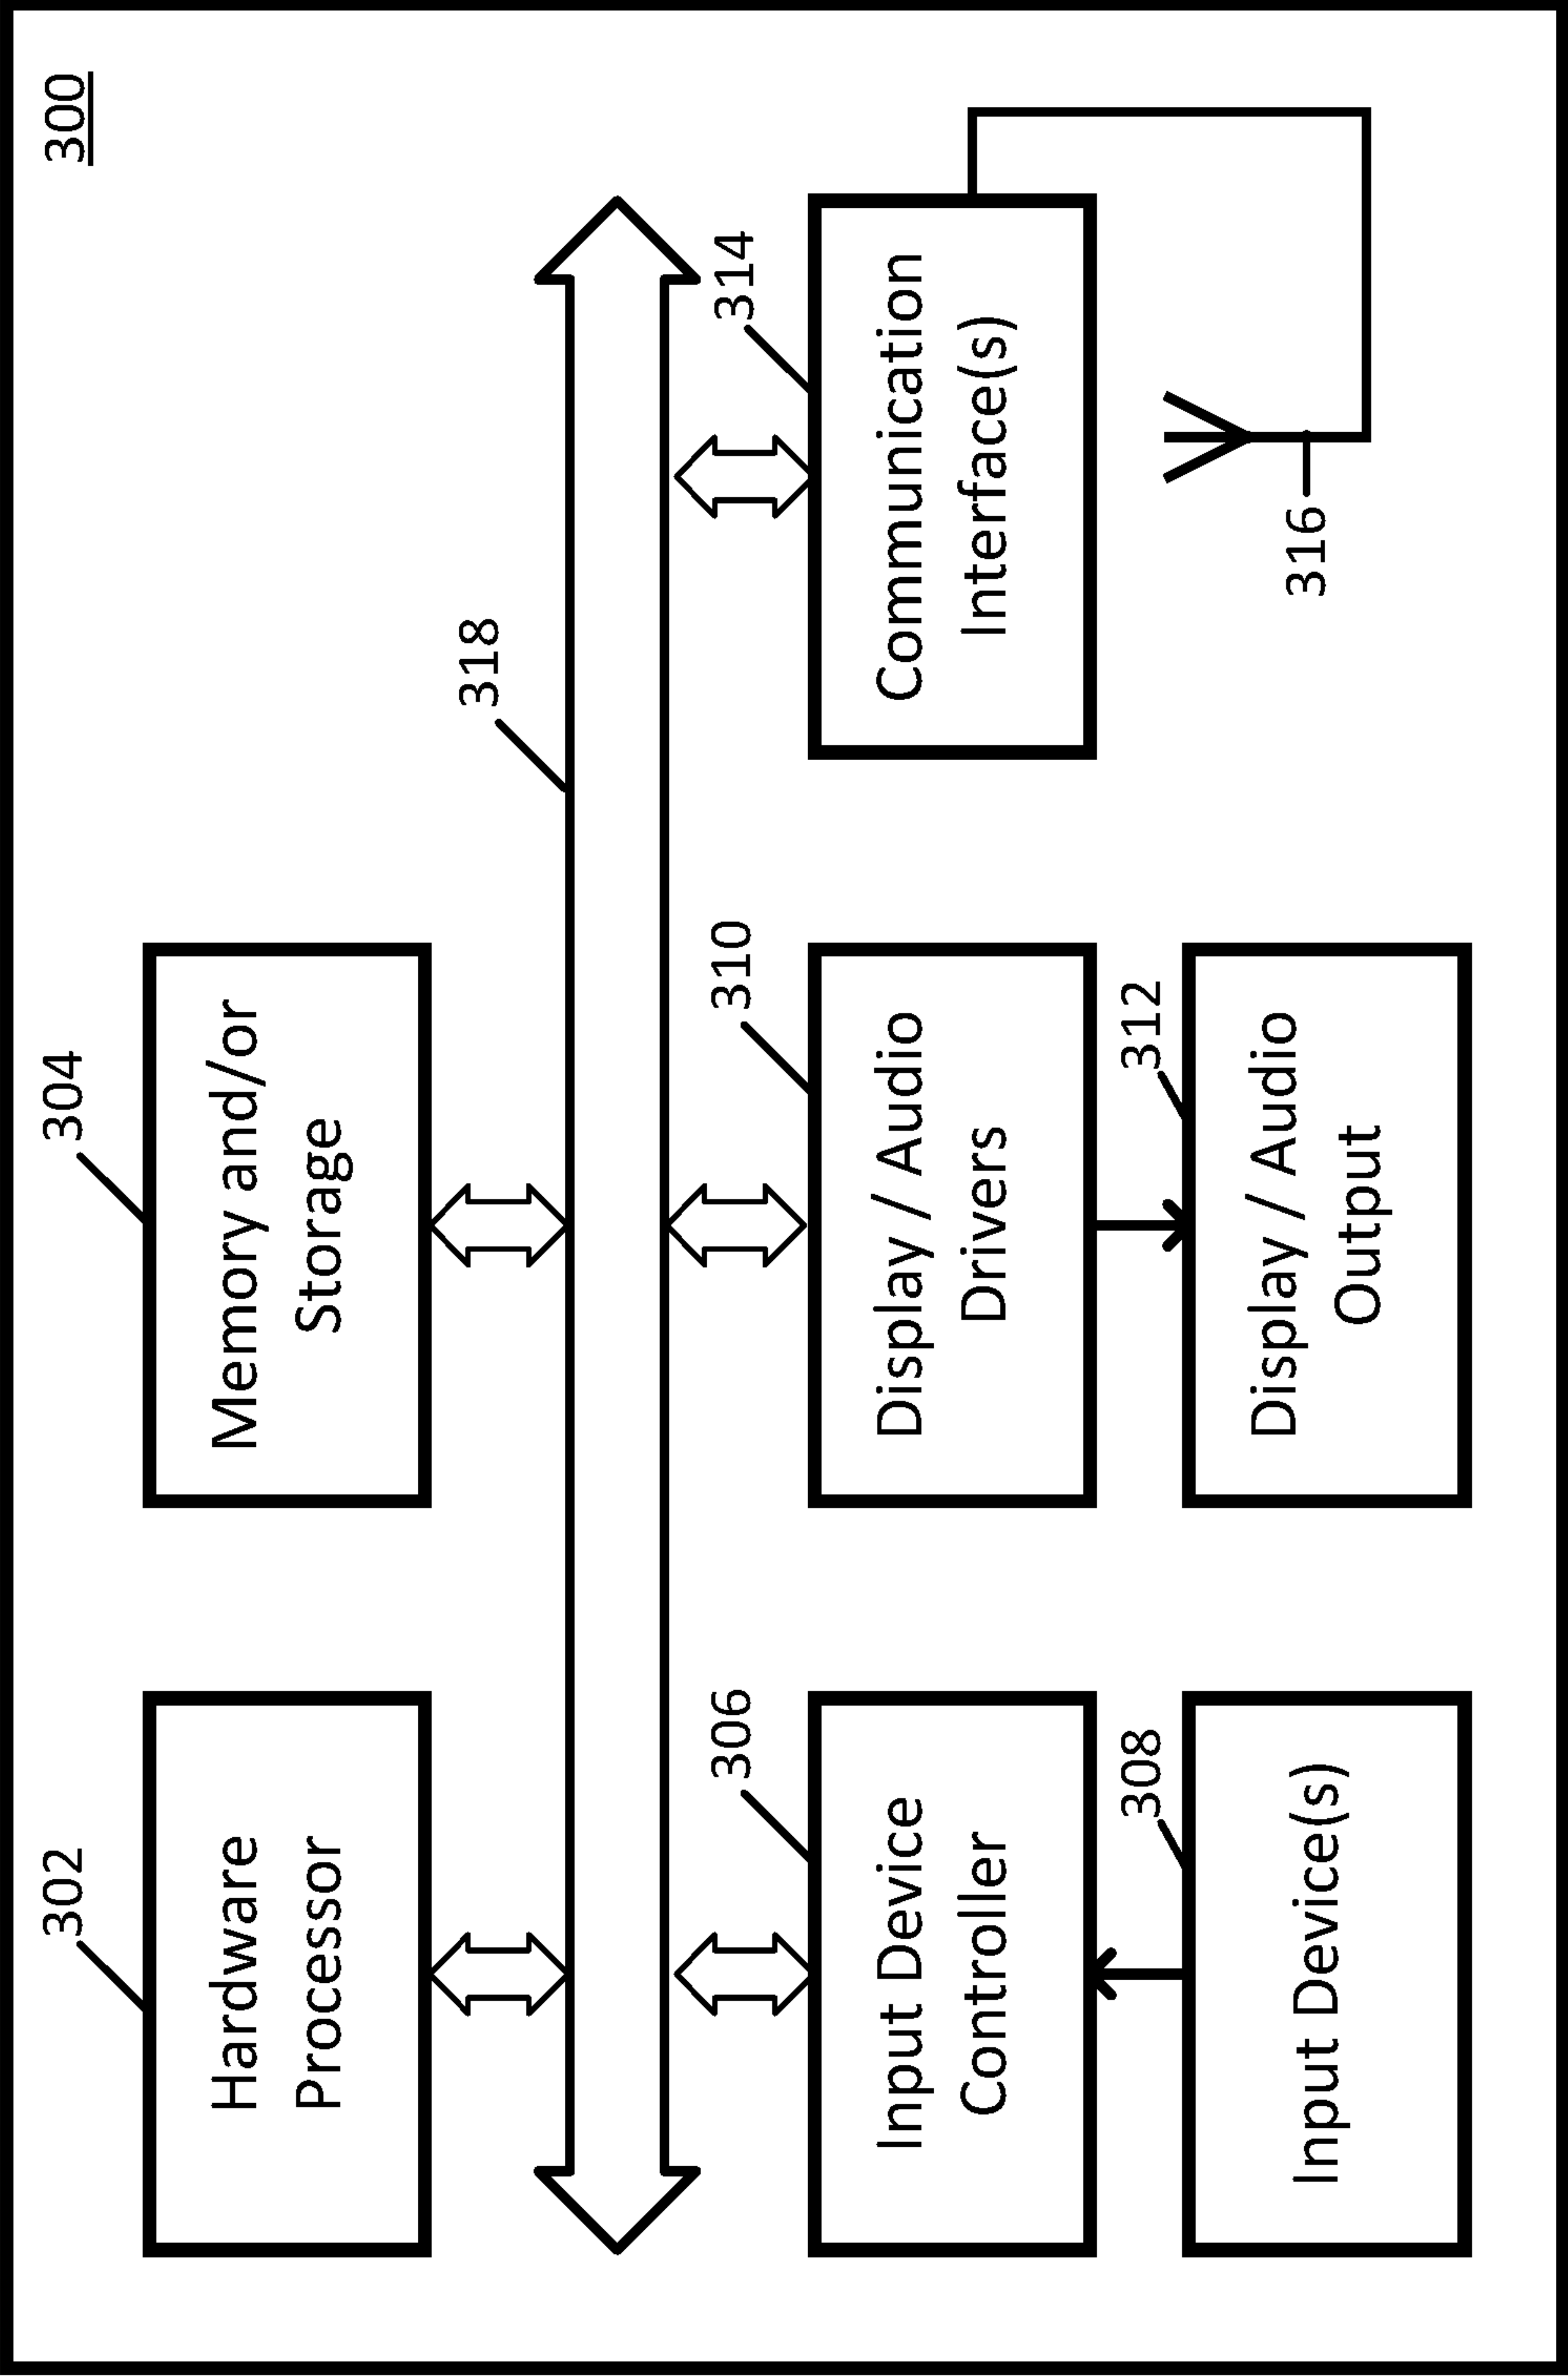 300
302
Hardware
Processor
304
Memory and/or
Storage
318
306
Input Device
Controller
310
Display / Audio
Drivers
314
Communication
Interface(s)
308
Input Device(s)
312
Display / Audio
Output
316